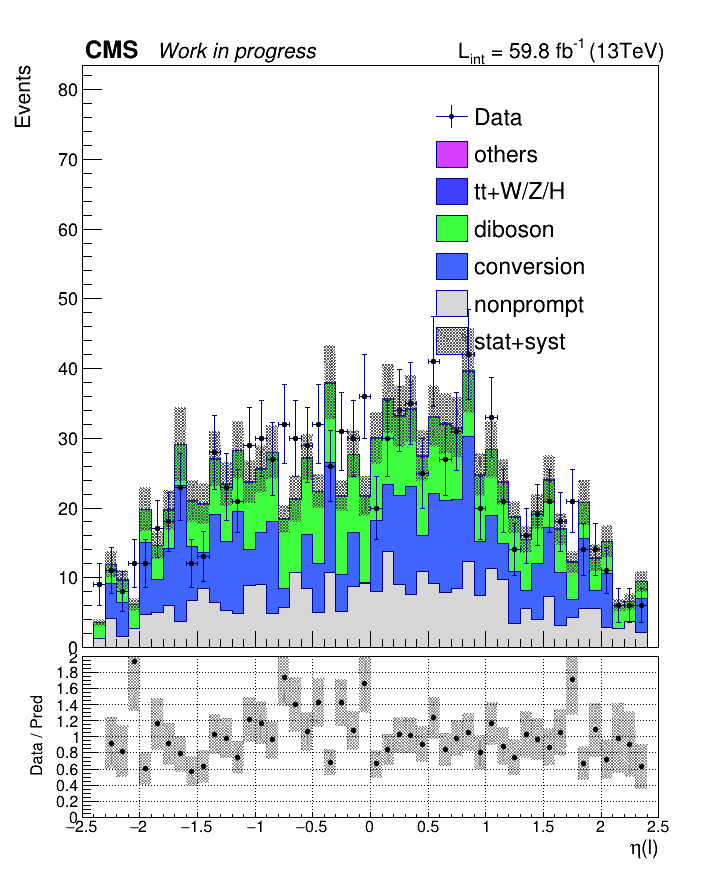 CMS Work in progress L_int = 59.8 fb⁻¹ (13TeV)
Events
80
70
60
50
40
30
20
10
0
Data
others
tt+W/Z/H
diboson
conversion
nonprompt
stat+syst
Data / Pred
2
1.8
1.6
1.4
1.2
1
0.8
0.6
0.4
0.2
0
−2.5 −2 −1.5 −1 −0.5 0 0.5 1 1.5 2 2.5
η(l)